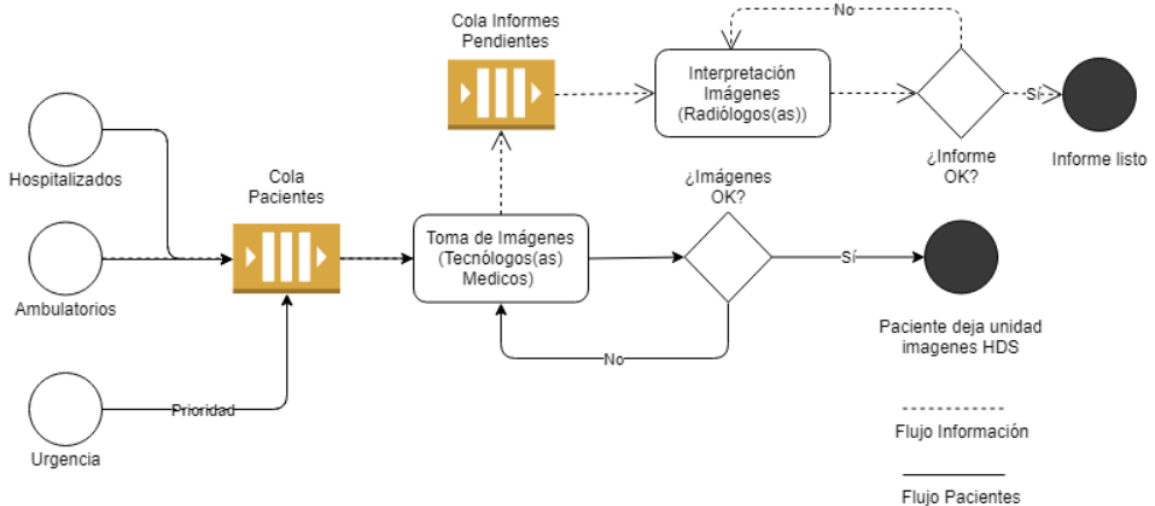 No
Cola Informes
Pendientes
Interpretación
Imágenes
(Radiólogos(as))
Sí
¿Informe
OK?
Informe listo
Hospitalizados
Cola
Pacientes
¿Imágenes
OK?
Toma de Imágenes
(Tecnólogos(as)
Medicos)
Sí
Ambulatorios
Paciente deja unidad
imagenes HDS
No
Prioridad
Urgencia
Flujo Información
Flujo Pacientes